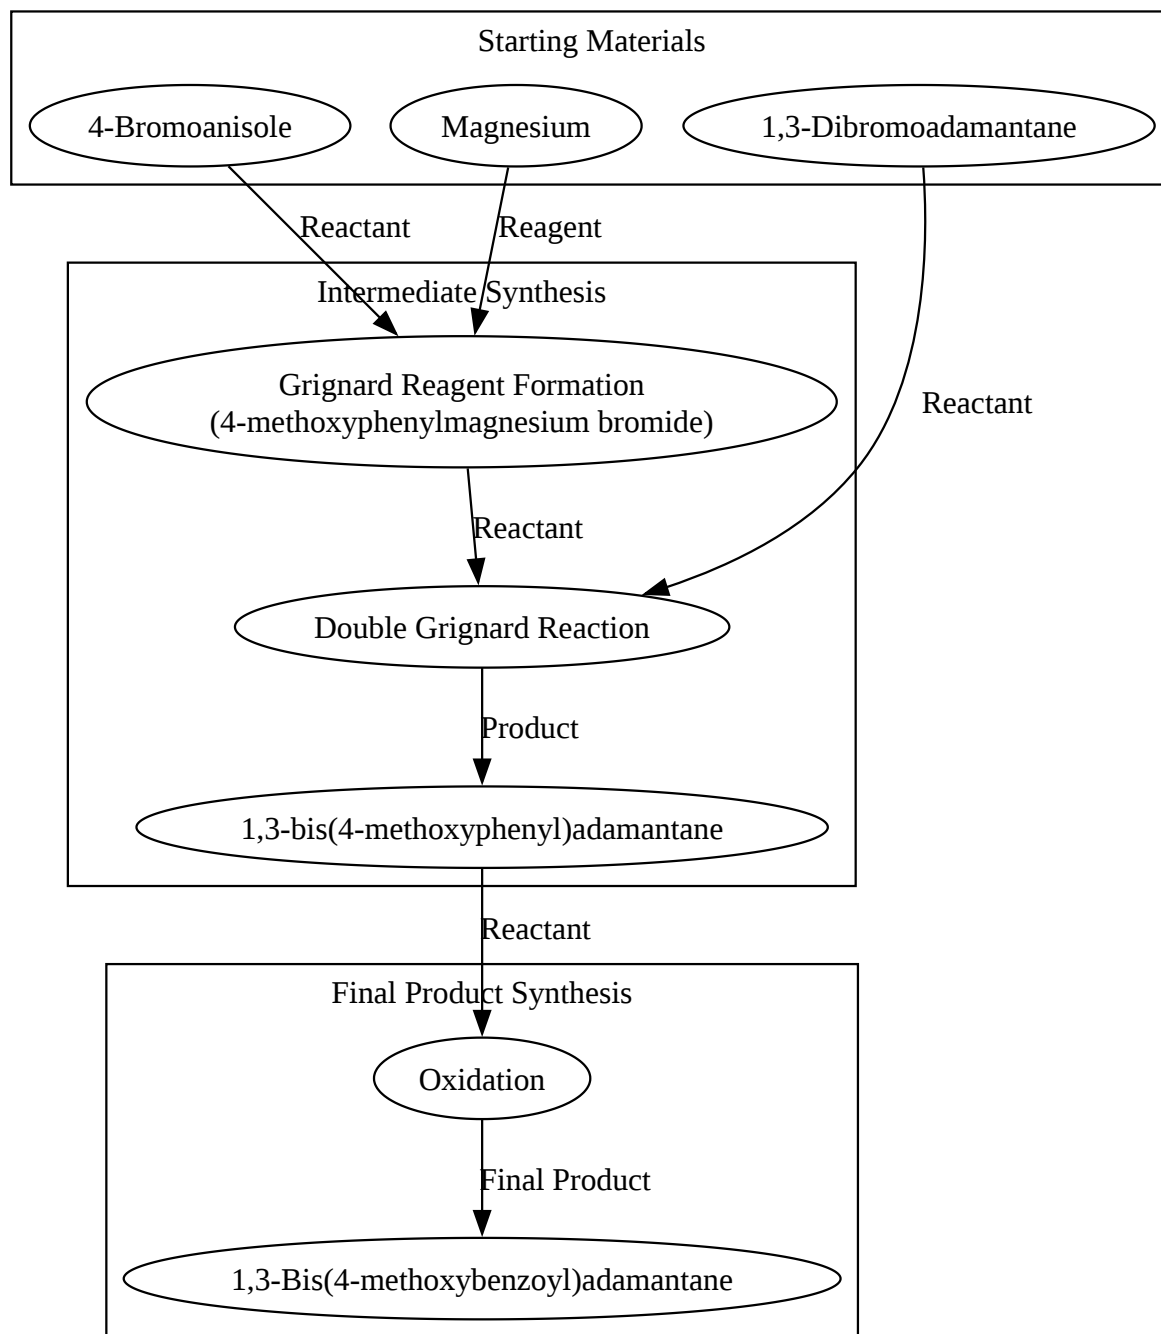 Starting Materials
4-Bromoanisole
Magnesium
1,3-Dibromoadamantane
Reactant
Reagent
Intermediate Synthesis
Grignard Reagent Formation
(4-methoxyphenylmagnesium bromide)
Reactant
Reactant
Double Grignard Reaction
Product
1,3-bis(4-methoxyphenyl)adamantane
Reactant
Final Product Synthesis
Oxidation
Final Product
1,3-Bis(4-methoxybenzoyl)adamantane